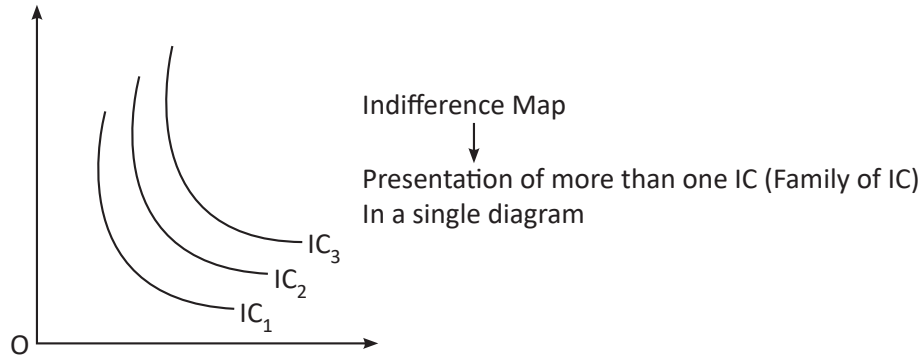 Indifference Map
Presentation of more than one IC (Family of IC)
In a single diagram
IC₃
IC₂
IC₁
O